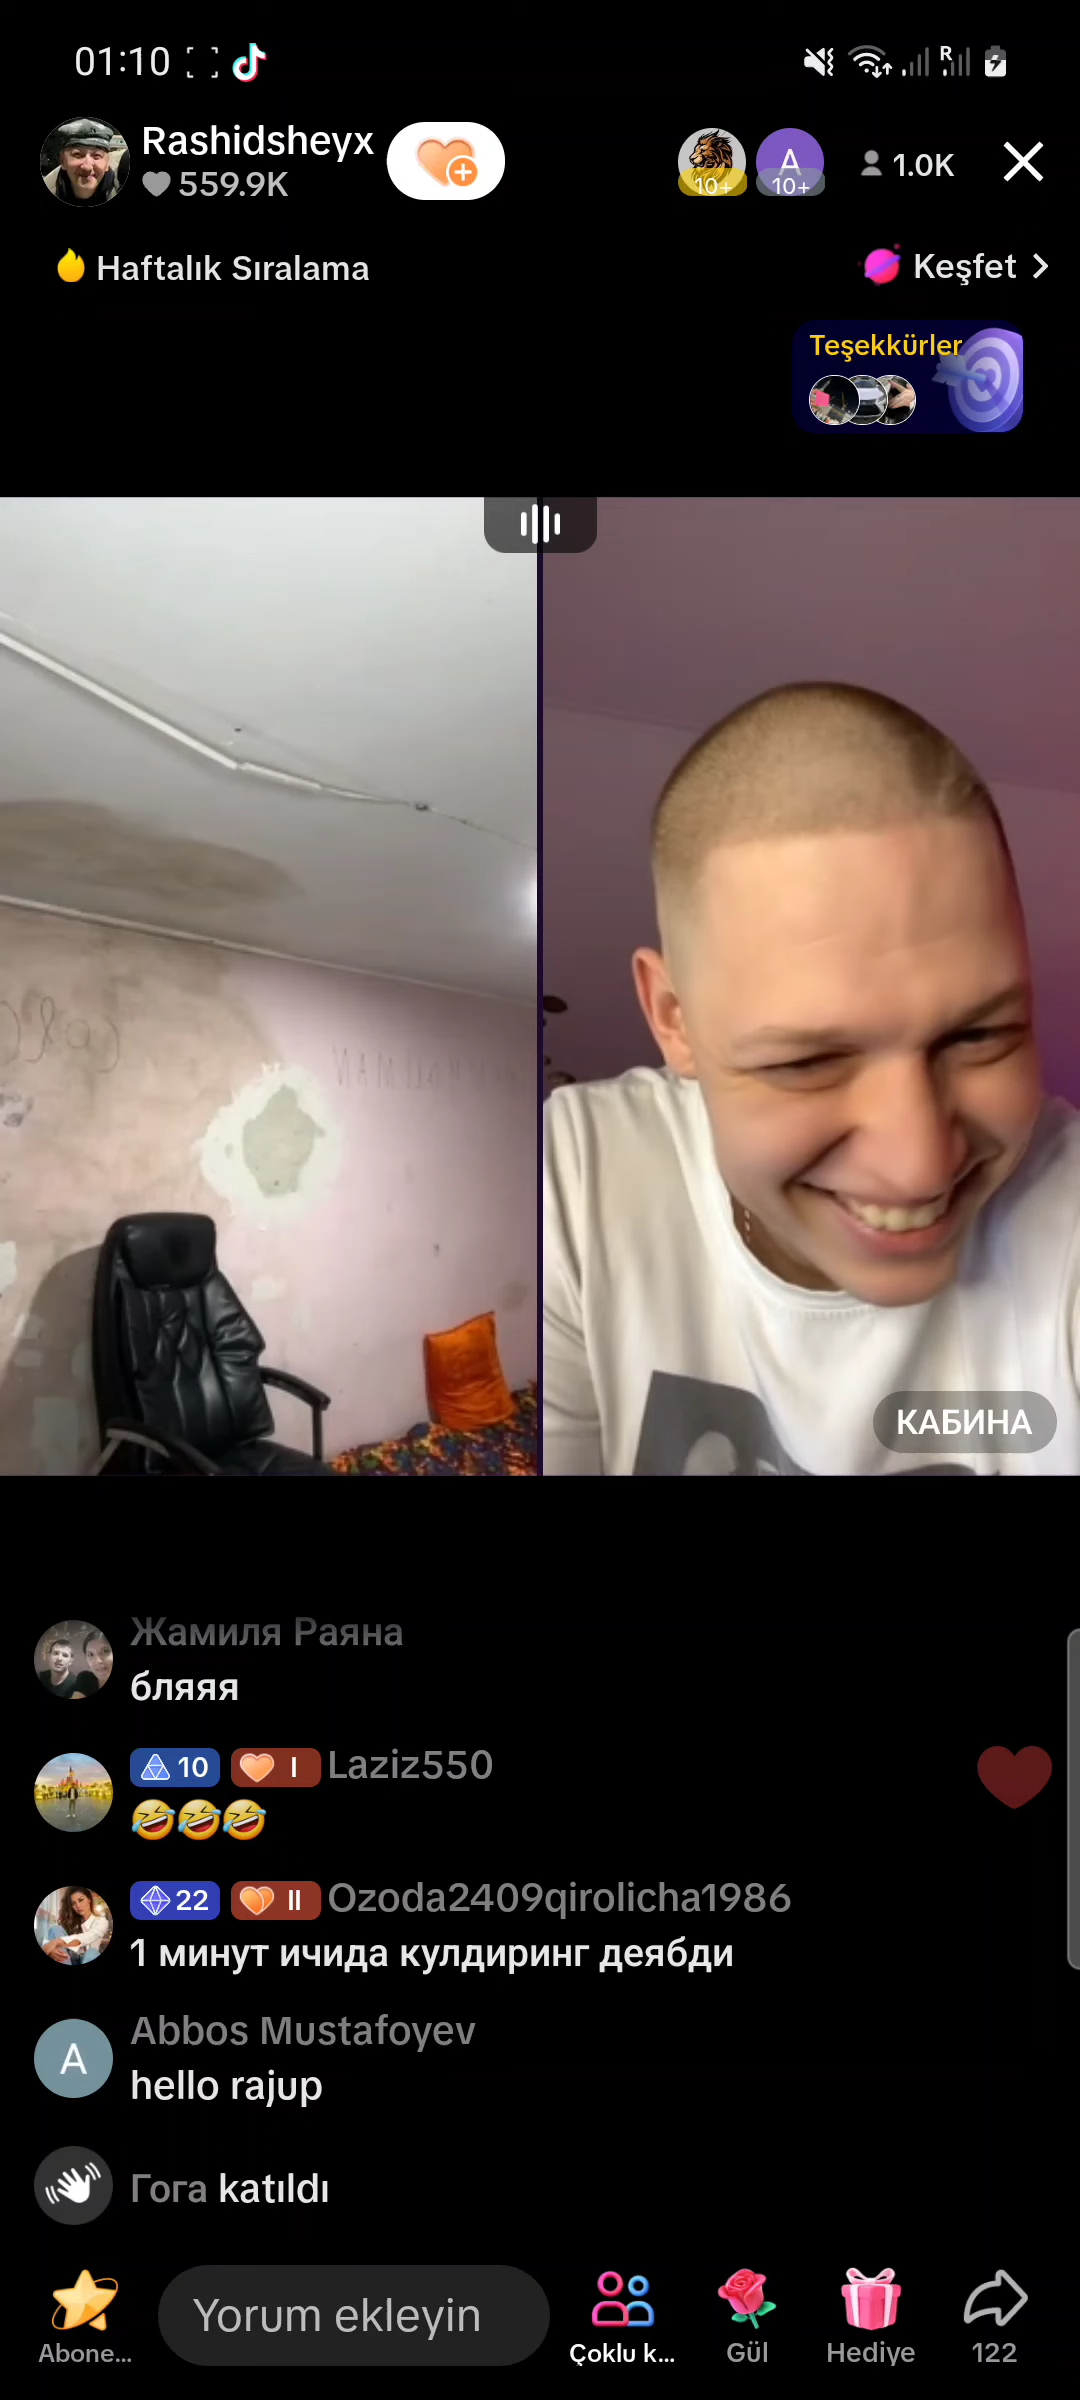 01:10
R
Rashidsheyx
559.9K
10+
A
10+
1.0K
Haftalık Sıralama
Keşfet
Teşekkürler
КАБИНА
Жамиля Раяна
бляяя
10 I Laziz550
🤣🤣🤣
22 II Ozoda2409qirolicha1986
1 минут ичида кулдиринг деябди
A
Abbos Mustafoyev
hello rajup
Гога katıldı
Yorum ekleyin
Abone...
Çoklu k...
Gül
Hediye
122